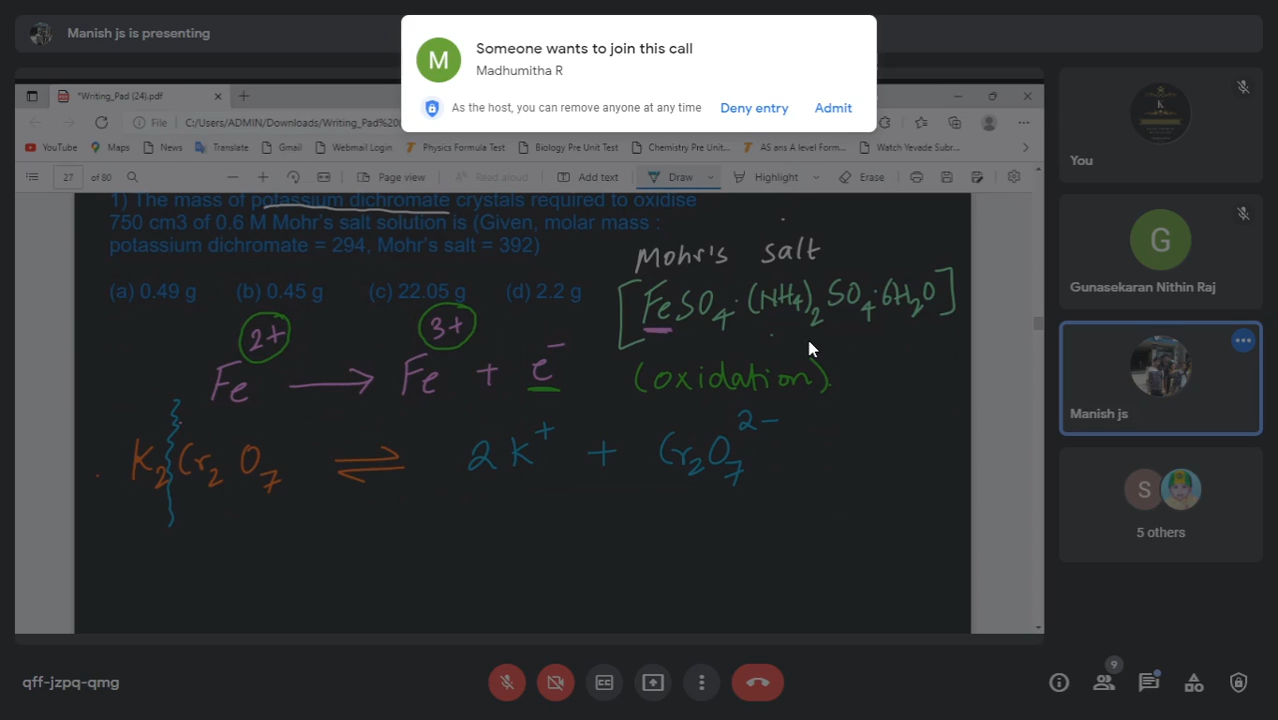 Manish js is presenting
Someone wants to join this call
M
Madhumitha R
As the host, you can remove anyone at any time
Deny entry
Admit
*Writing_Pad (24).pdf
File
C:/Users/ADMIN/Downloads/Writing_Pad%20
YouTube
Maps
News
Translate
Gmail
Webmail Login
Physics Formula Test
Biology Pre Unit Test
Chemistry Pre Unit...
AS ans A level Form...
Watch Yevade Subr...
27 of 80
Page view
Read aloud
Add text
Draw
Highlight
Erase
1) The mass of potassium dichromate crystals required to oxidise
750 cm3 of 0.6 M Mohr's salt solution is (Given, molar mass :
potassium dichromate = 294, Mohr's salt = 392)
(a) 0.49 g (b) 0.45 g (c) 22.05 g (d) 2.2 g
Mohr's salt
[FeSO4·(NH4)2SO4·6H2O]
Fe2+ ⟶ Fe3+ + e−
(oxidation)
K2Cr2O7 ⇌ 2K+ + Cr2O7 2−
K
You
G
Gunasekaran Nithin Raj
Manish js
S
5 others
qff-jzpq-qmg
9